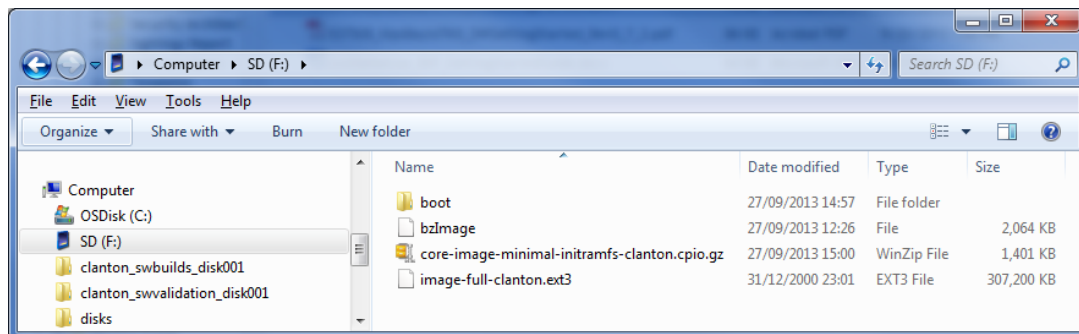 Computer SD (F:) Search SD (F:)
File Edit View Tools Help
Organize Share with Burn New folder
Name Date modified Type Size
Computer
OSDisk (C:)
SD (F:)
clanton_swbuilds_disk001
clanton_swvalidation_disk001
disks
boot 27/09/2013 14:57 File folder
bzImage 27/09/2013 12:26 File 2,064 KB
core-image-minimal-initramfs-clanton.cpio.gz 27/09/2013 15:00 WinZip File 1,401 KB
image-full-clanton.ext3 31/12/2000 23:01 EXT3 File 307,200 KB